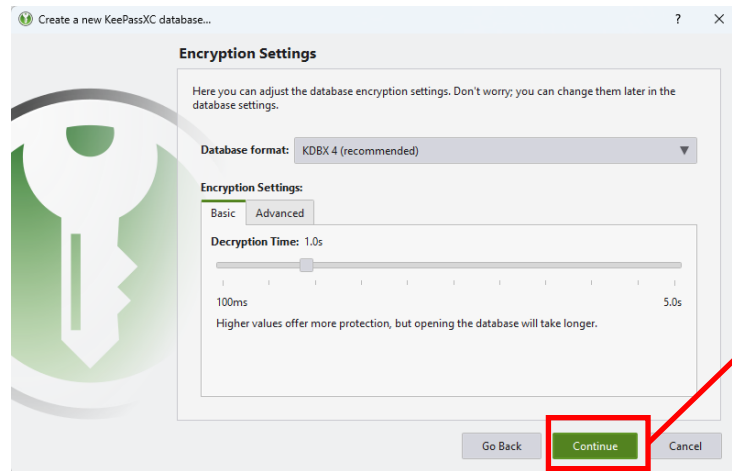 Create a new KeePassXC database...
?
Encryption Settings
Here you can adjust the database encryption settings. Don't worry; you can change them later in the
database settings.
Database format: KDBX 4 (recommended)
Encryption Settings:
Basic Advanced
Decryption Time: 1.0s
100ms 5.0s
Higher values offer more protection, but opening the database will take longer.
Go Back Continue Cancel